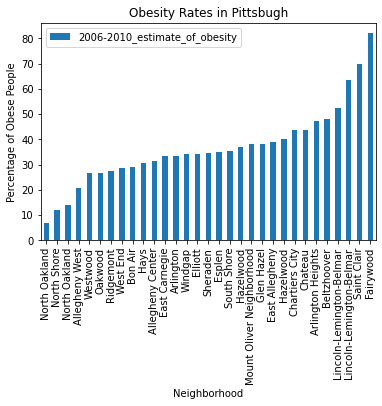 Obesity Rates in Pittsbugh
2006-2010_estimate_of_obesity
Percentage of Obese People
80
70
60
50
40
30
20
10
0
North Oakland
North Shore
North Oakland
Allegheny West
Westwood
Oakwood
Ridgemont
West End
Bon Air
Hays
Allegheny Center
East Carnegie
Arlington
Windgap
Elliott
Sheraden
Esplen
South Shore
Hazelwood
Mount Oliver Neighborhood
Glen Hazel
East Allegheny
Hazelwood
Chartiers City
Chateau
Arlington Heights
Beltzhoover
Lincoln-Lemington-Belmar
Lincoln-Lemington-Belmar
Saint Clair
Fairywood
Neighborhood